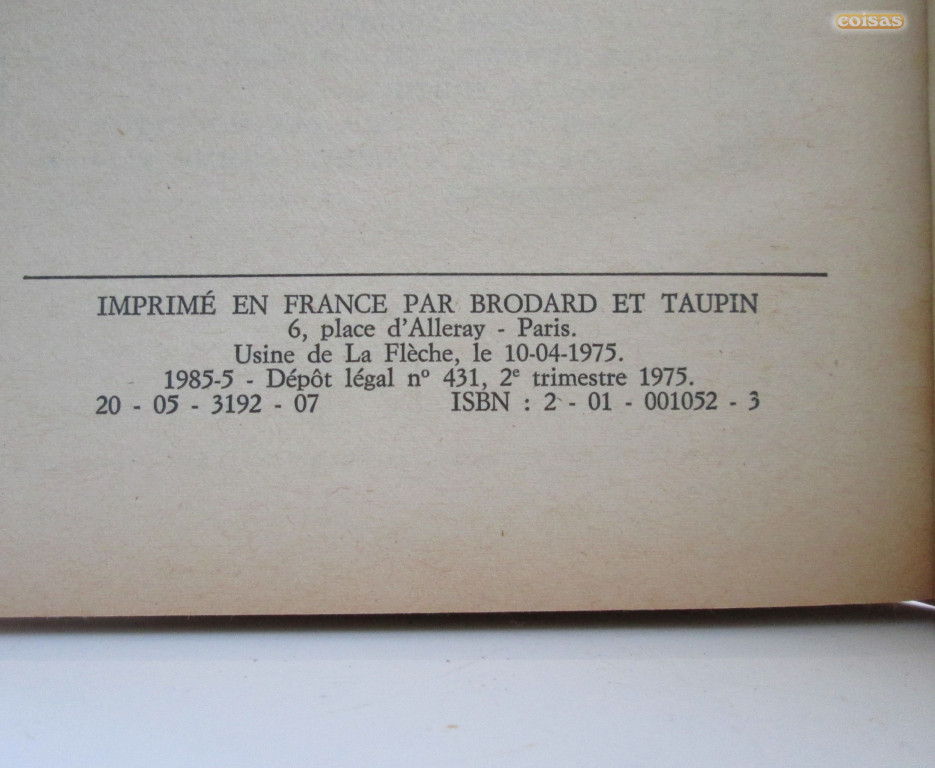 coisas
IMPRIMÉ EN FRANCE PAR BRODARD ET TAUPIN
6, place d'Alleray - Paris.
Usine de La Flèche, le 10-04-1975.
1985-5 - Dépôt légal nº 431, 2e trimestre 1975.
20 - 05 - 3192 - 07 ISBN : 2 - 01 - 001052 - 3